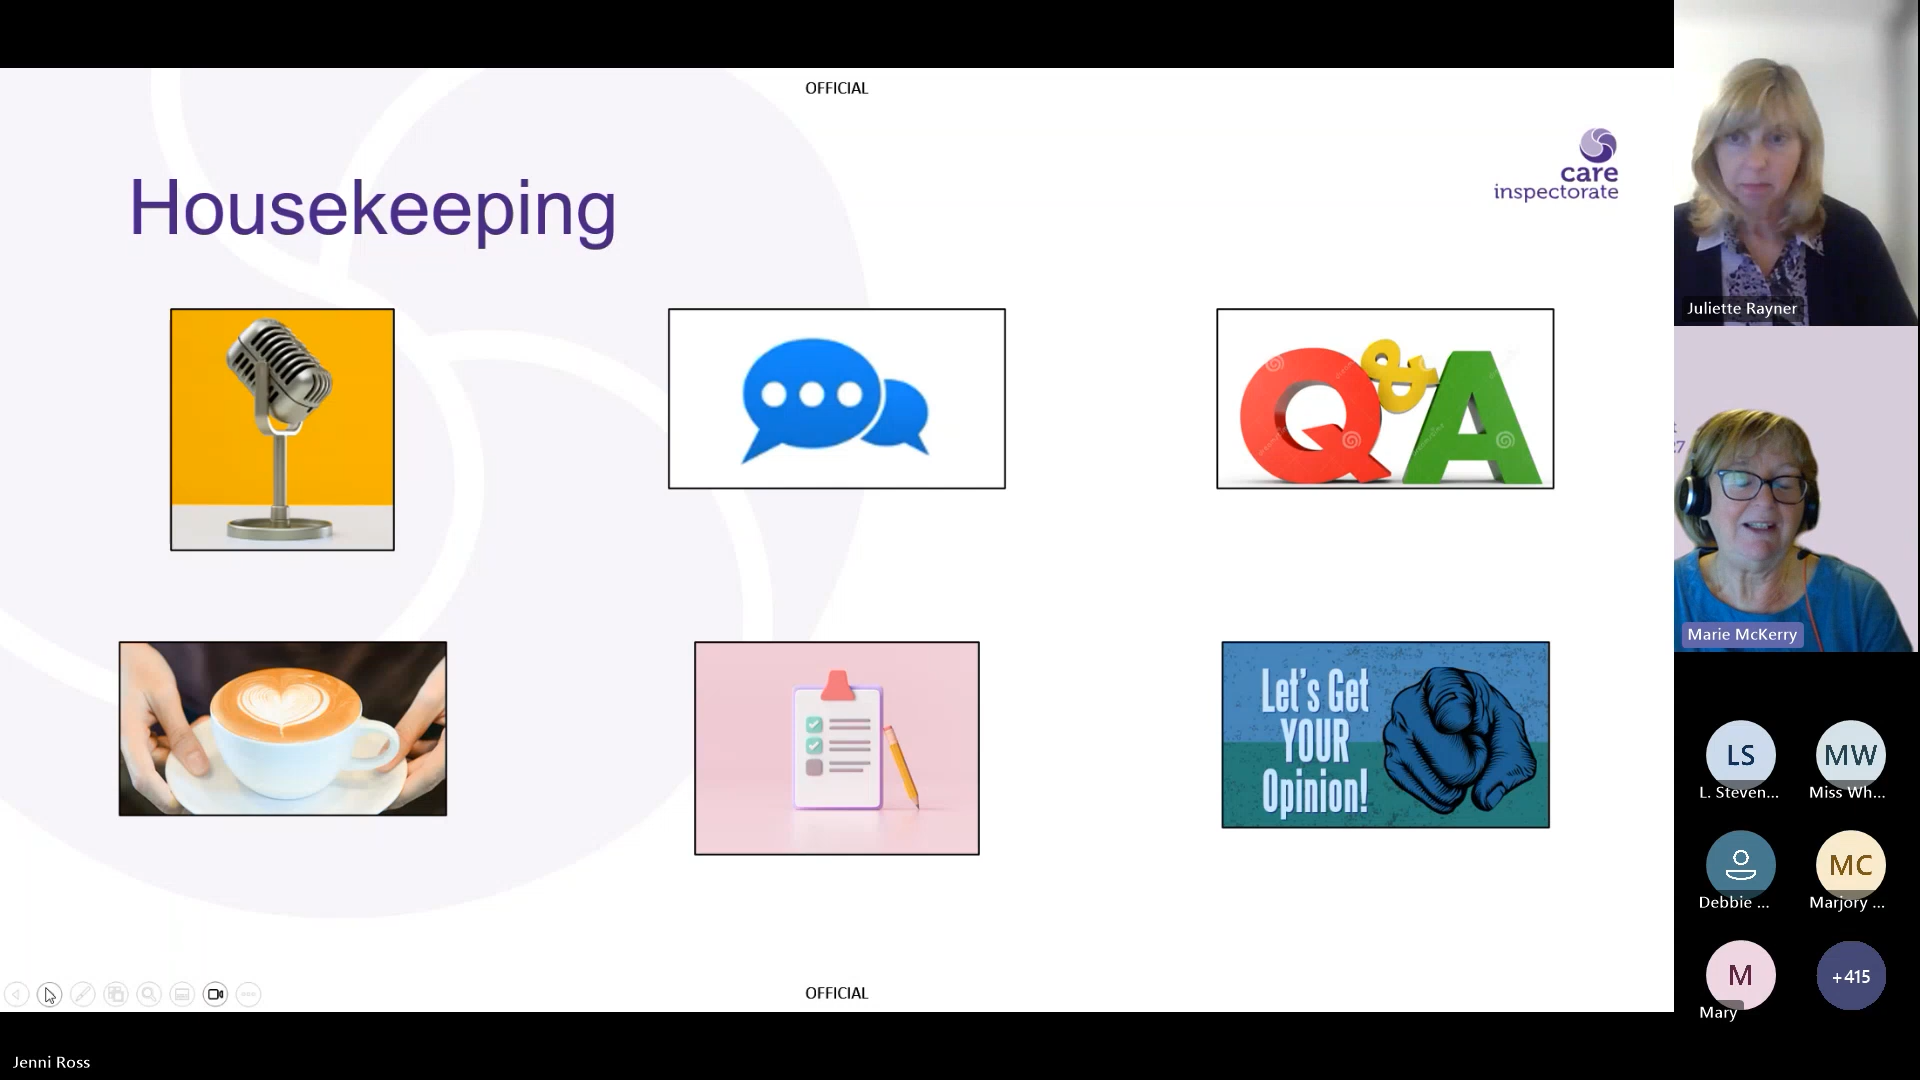 OFFICIAL
care
inspectorate
Housekeeping
Q&A
Let's Get
YOUR
Opinion!
OFFICIAL
Jenni Ross
Juliette Rayner
Marie McKerry
LS
L. Steven...
MW
Miss Wh...
Debbie ...
MC
Marjory ...
M
Mary
+415